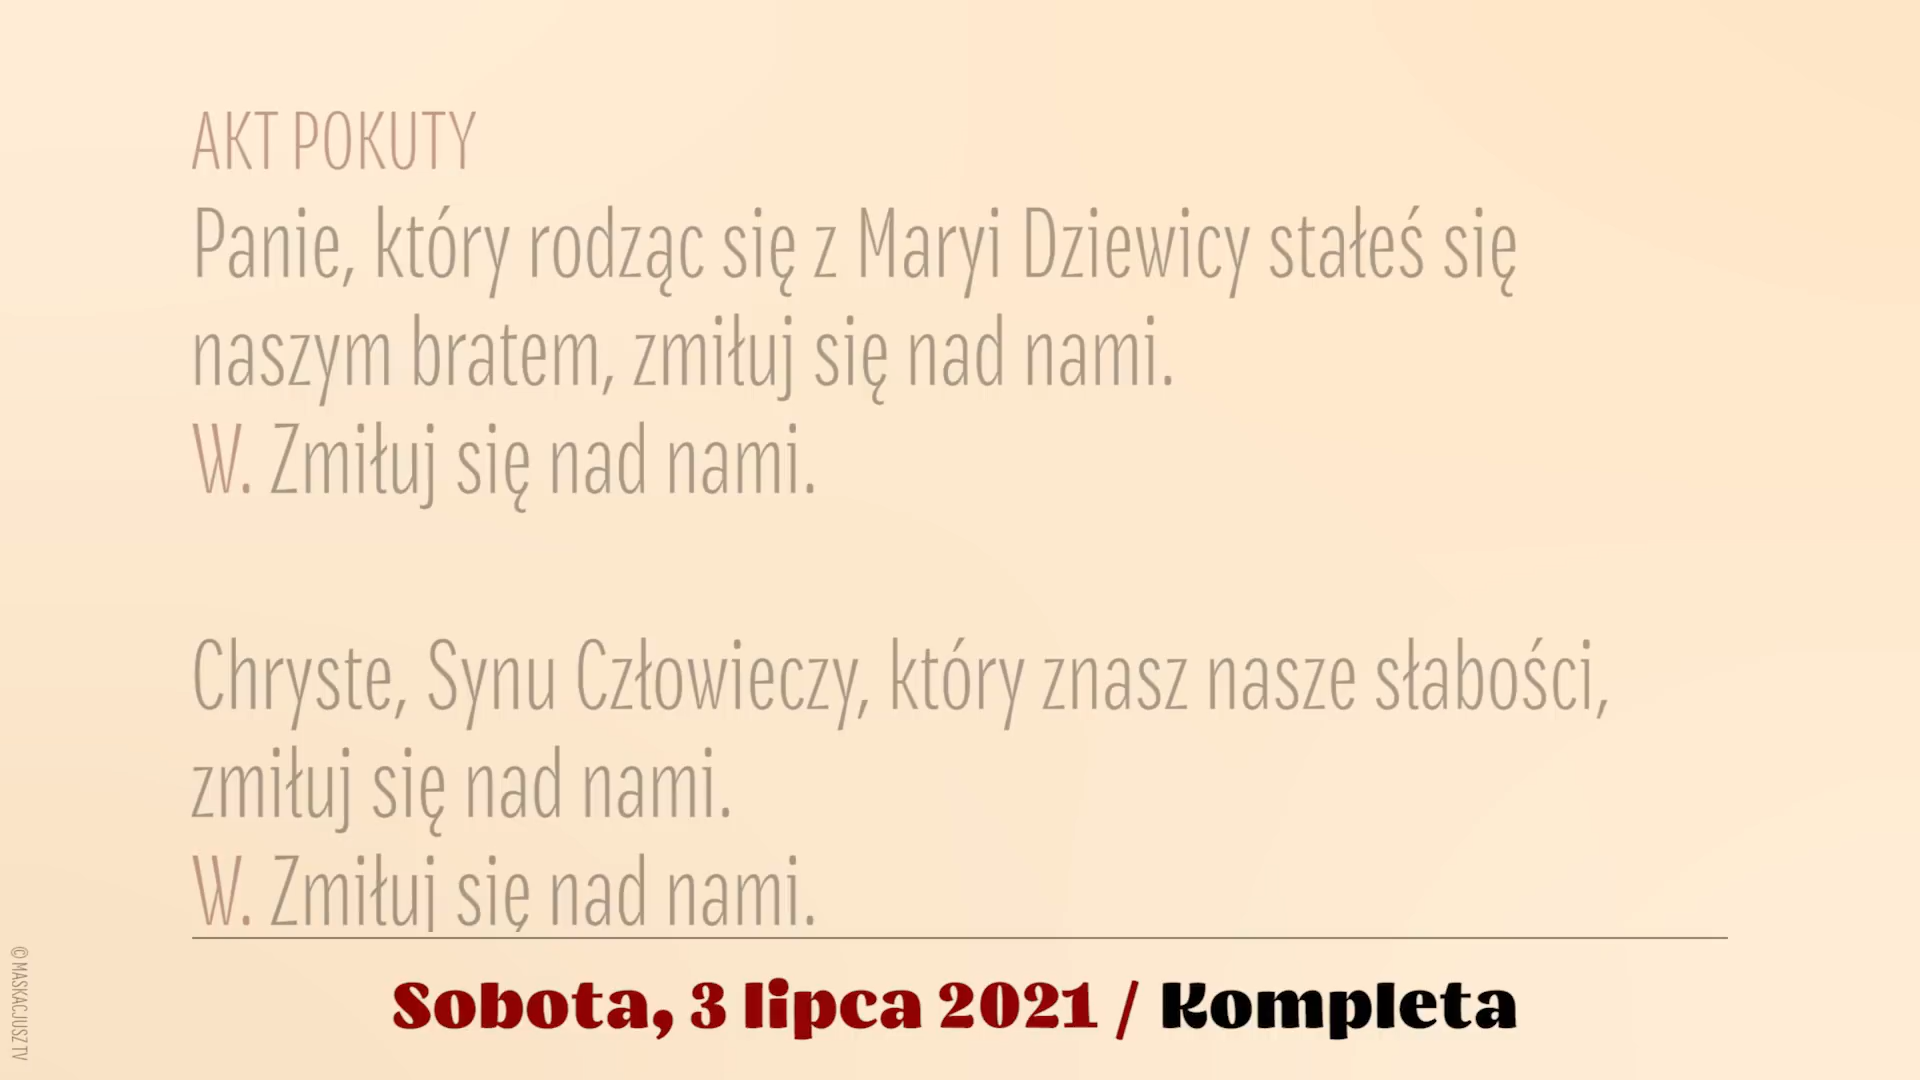 AKT POKUTY
Panie, który rodząc się z Maryi Dziewicy stałeś się
naszym bratem, zmiłuj się nad nami.
W. Zmiłuj się nad nami.
Chryste, Synu Człowieczy, który znasz nasze słabości,
zmiłuj się nad nami.
W. Zmiłuj się nad nami.
Sobota, 3 lipca 2021 / Kompleta
© MASKACJUSZ TV